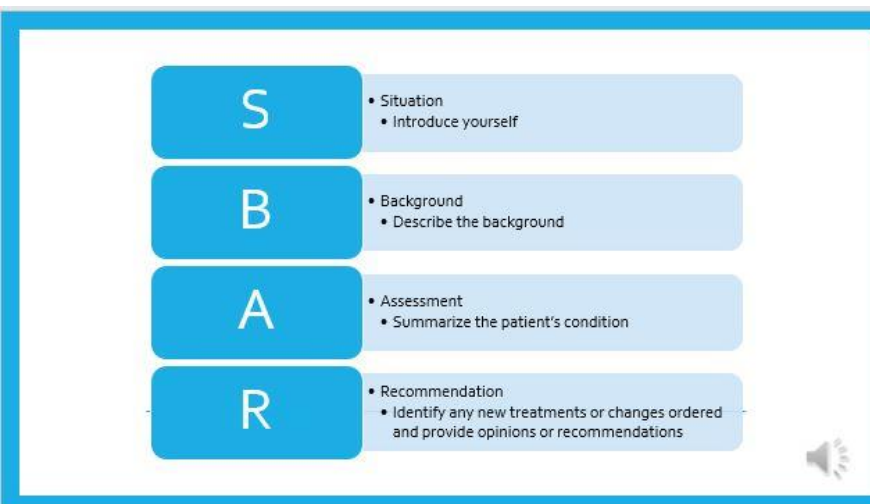 S
• Situation
• Introduce yourself
B
• Background
• Describe the background
A
• Assessment
• Summarize the patient's condition
R
• Recommendation
• Identify any new treatments or changes ordered
and provide opinions or recommendations